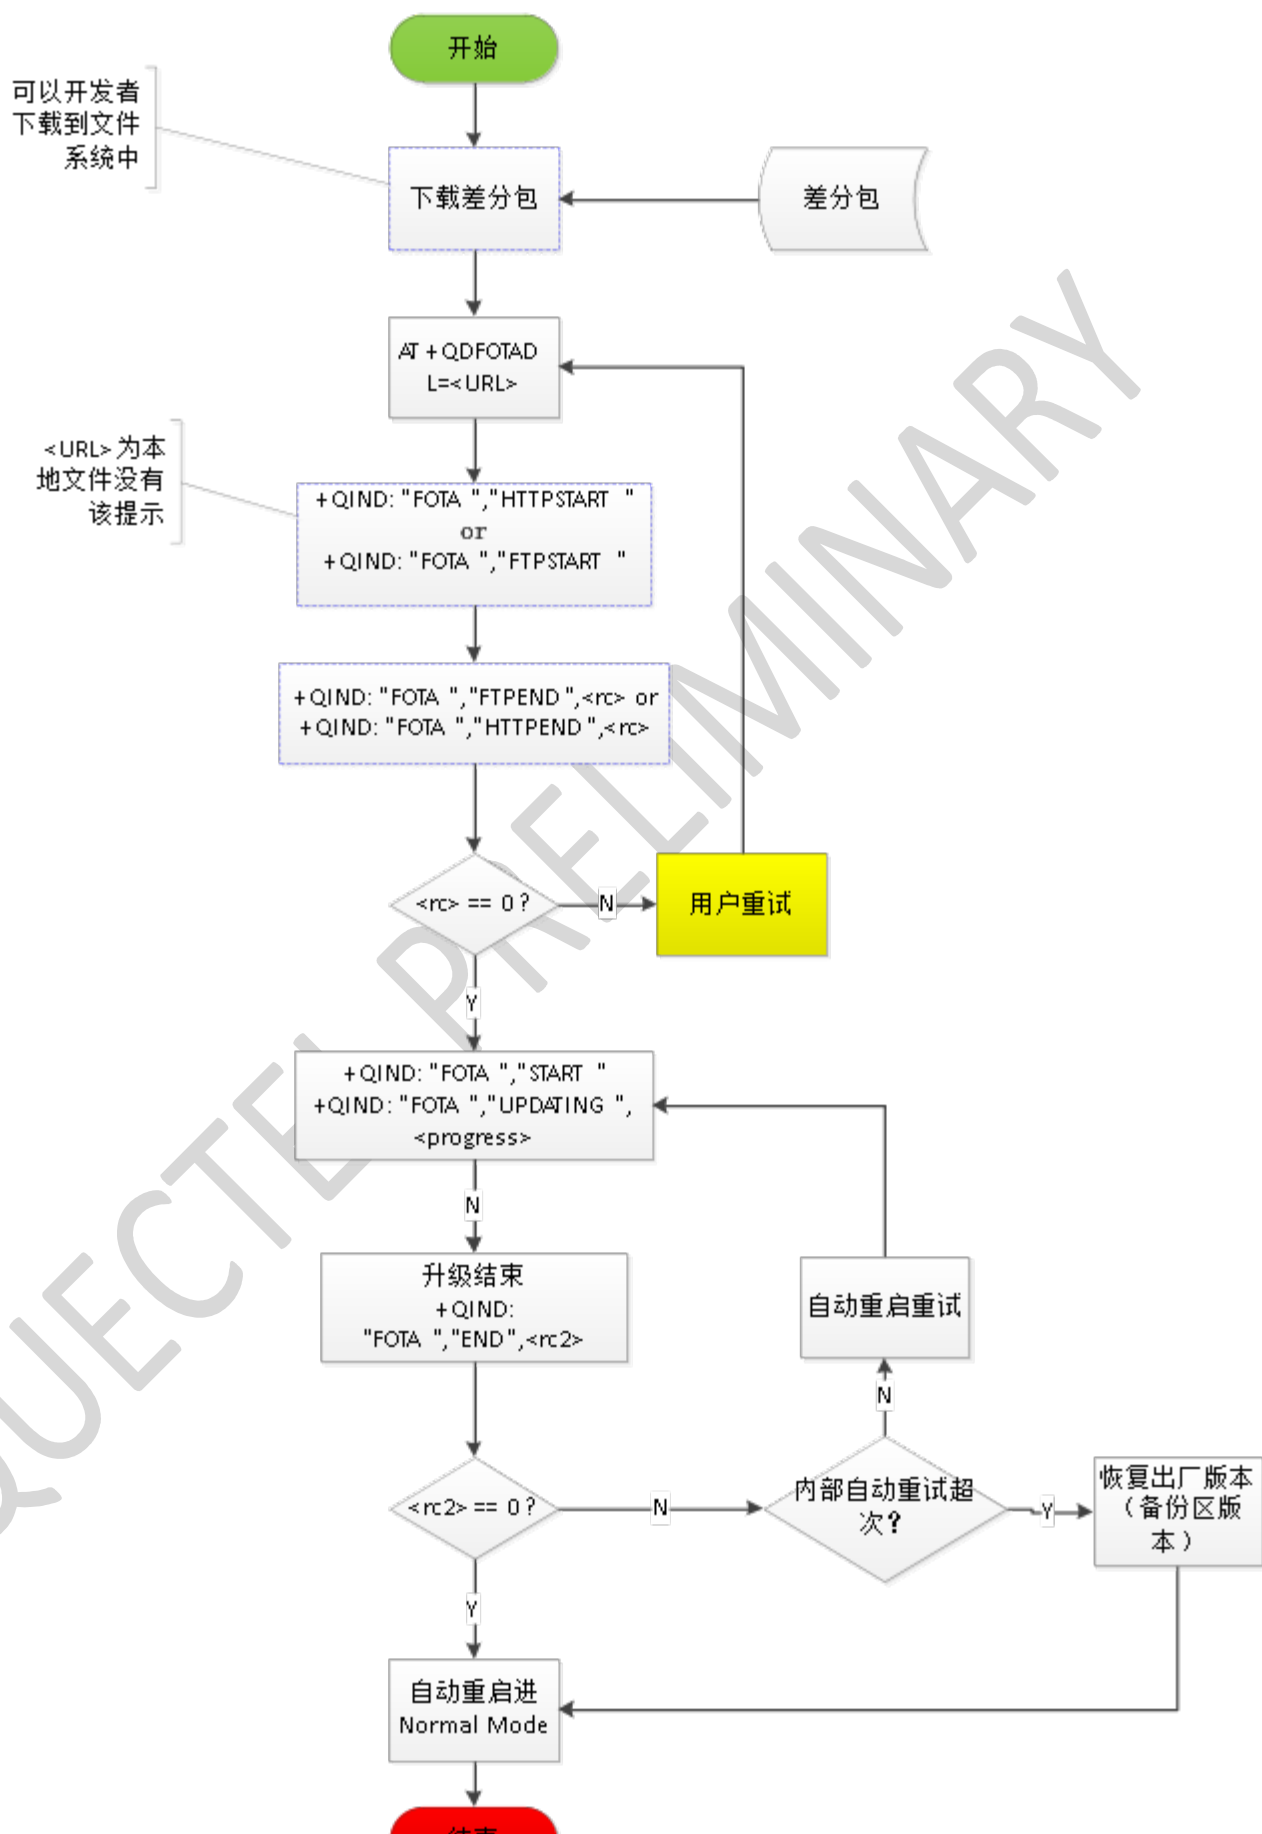 开始
可以开发者
下载到文件
系统中
下载差分包
差分包
AT+QDFOTAD
L=<URL>
<URL>为本
地文件没有
该提示
+QIND: "FOTA ","HTTPSTART "
or
+QIND: "FOTA ","FTPSTART "
+QIND: "FOTA ","FTPEND",<rc> or
+QIND: "FOTA ","HTTPEND",<rc>
<rc> == 0?
N
用户重试
Y
+QIND: "FOTA ","START "
+QIND: "FOTA ","UPDATING ",
<progress>
N
升级结束
+QIND:
"FOTA ","END",<rc2>
自动重启重试
N
<rc2> == 0?
N
内部自动重试超
次?
Y
恢复出厂版本
（备份区版
本）
Y
自动重启进
Normal Mode
结束
QUECTEL PRELIMINARY